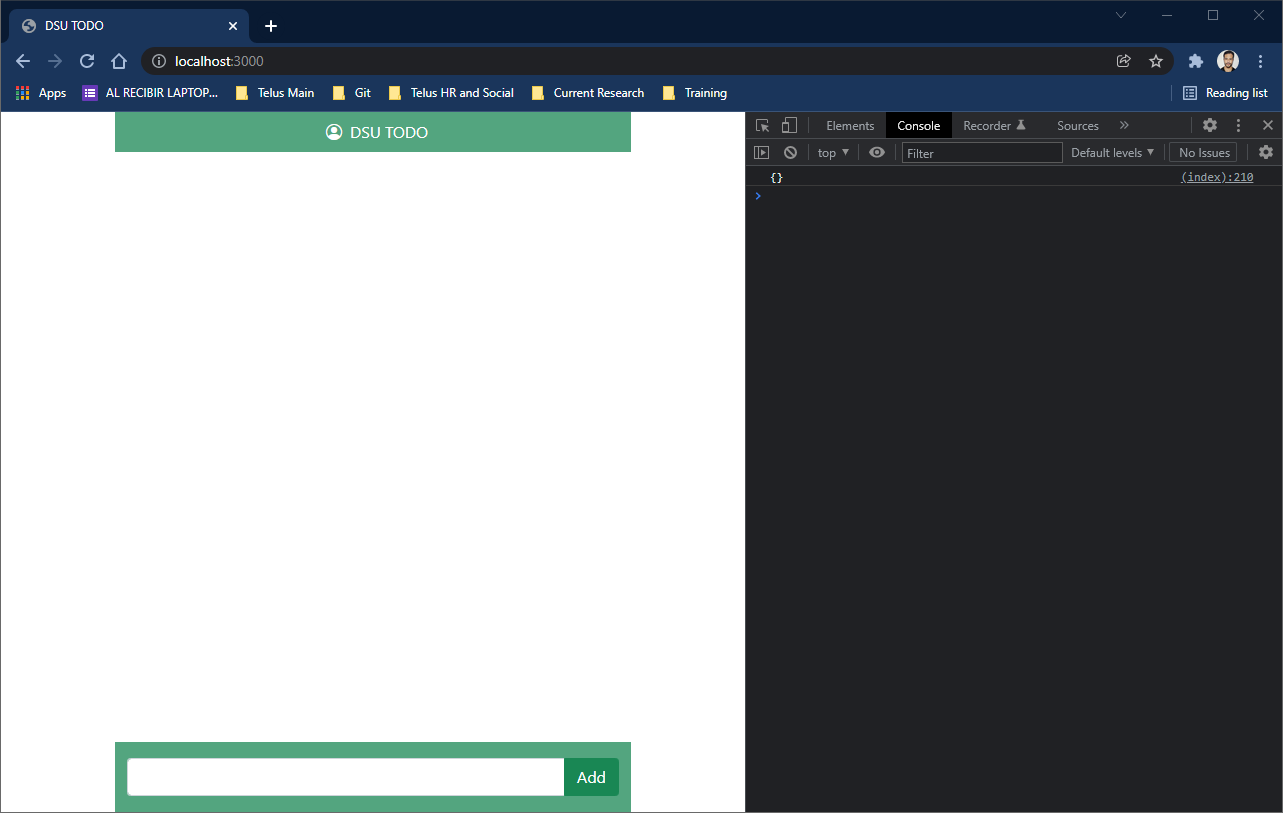 DSU TODO
localhost:3000
Apps AL RECIBIR LAPTOP... Telus Main Git Telus HR and Social Current Research Training Reading list
DSU TODO
Elements Console Recorder Sources »
top Filter Default levels No Issues
{} (index):210
>
Add